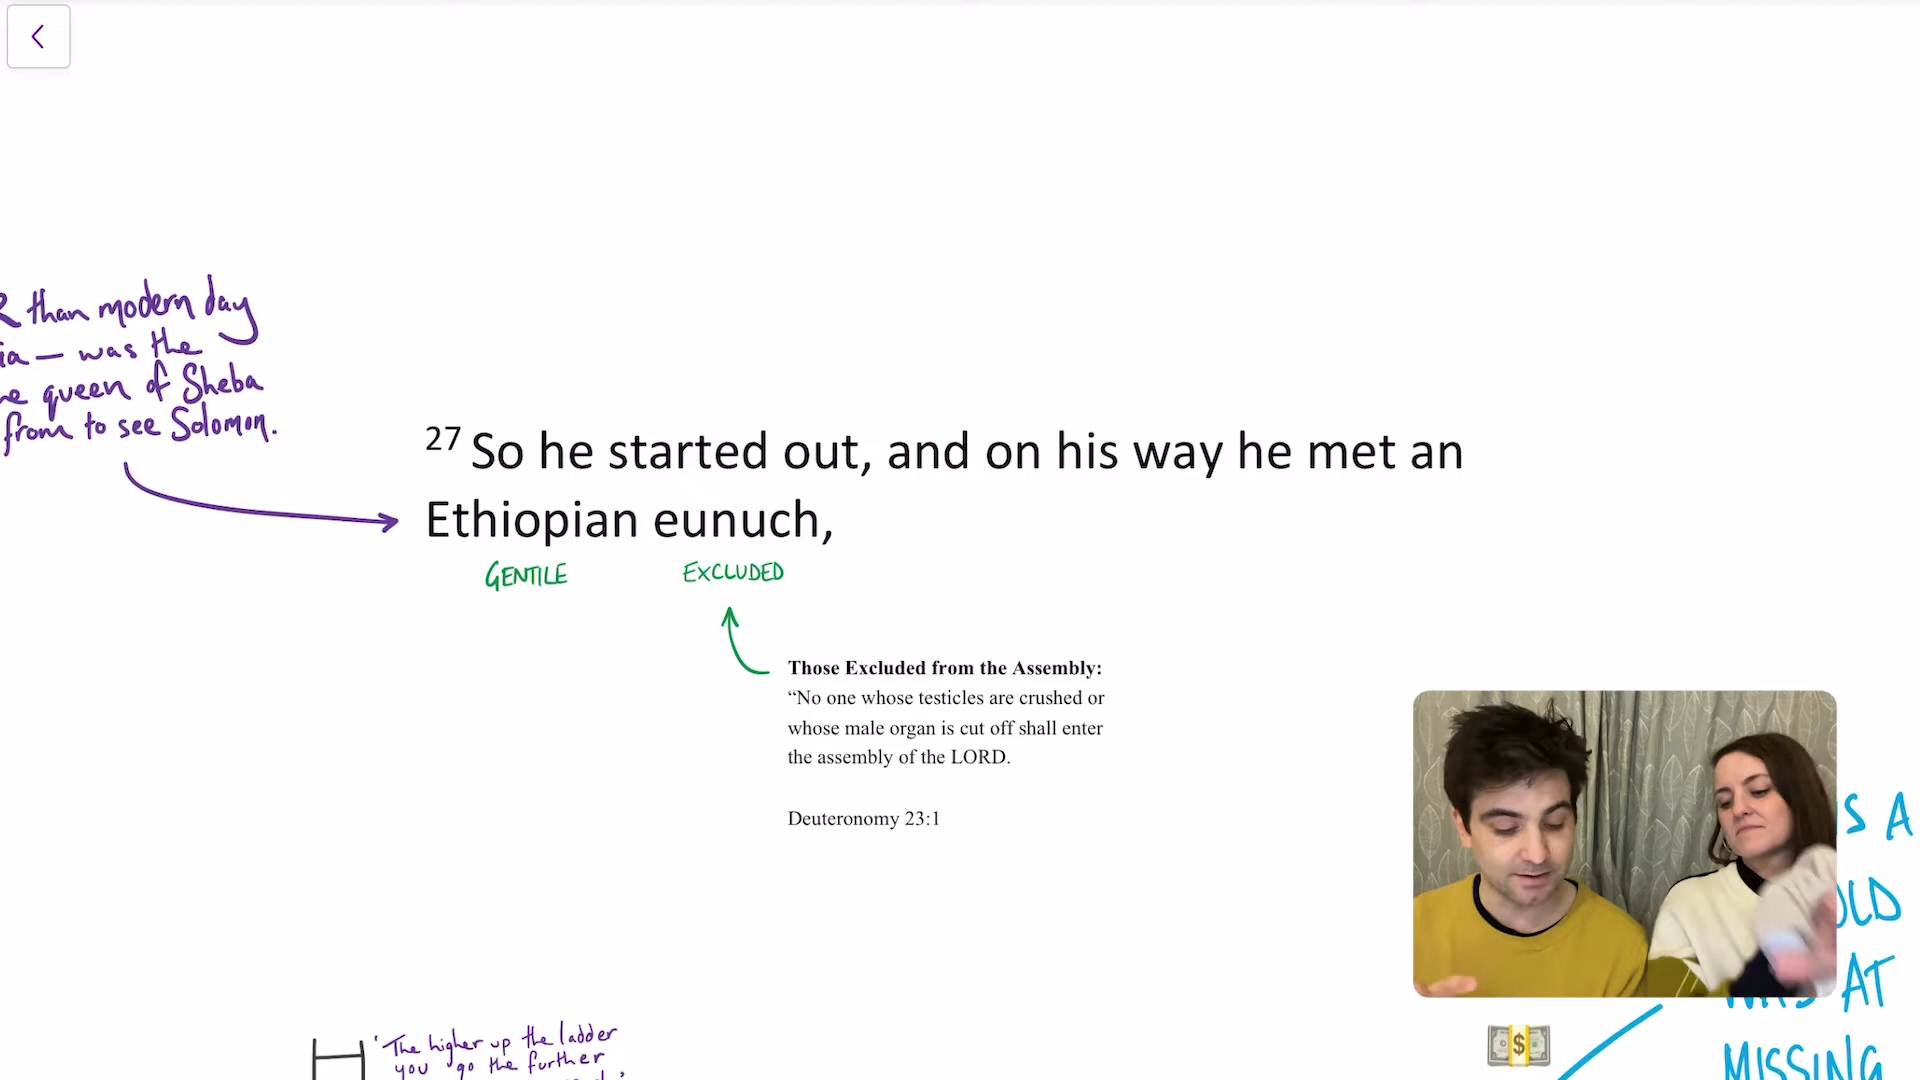 than modern day
— was the
queen of Sheba
from to see Solomon.
27 So he started out, and on his way he met an
Ethiopian eunuch,
GENTILE EXCLUDED
Those Excluded from the Assembly:
“No one whose testicles are crushed or
whose male organ is cut off shall enter
the assembly of the LORD.
Deuteronomy 23:1
'The higher up the ladder
you go the further
S A
AT
MISSING
$